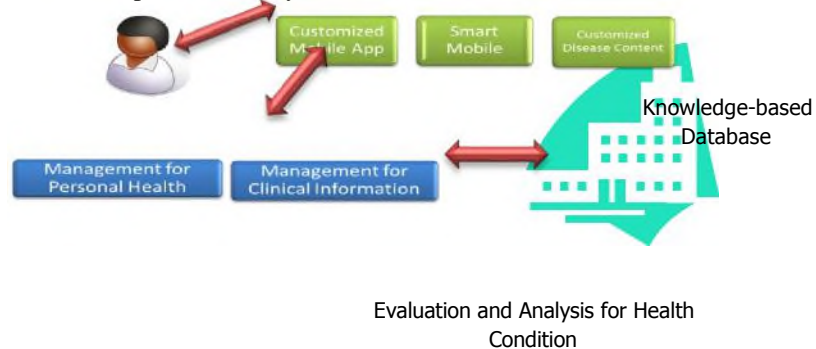 Customized
Mobile App
Smart
Mobile
Customized
Disease Content
Knowledge-based
Database
Management for
Personal Health
Management for
Clinical Information
Evaluation and Analysis for Health
Condition